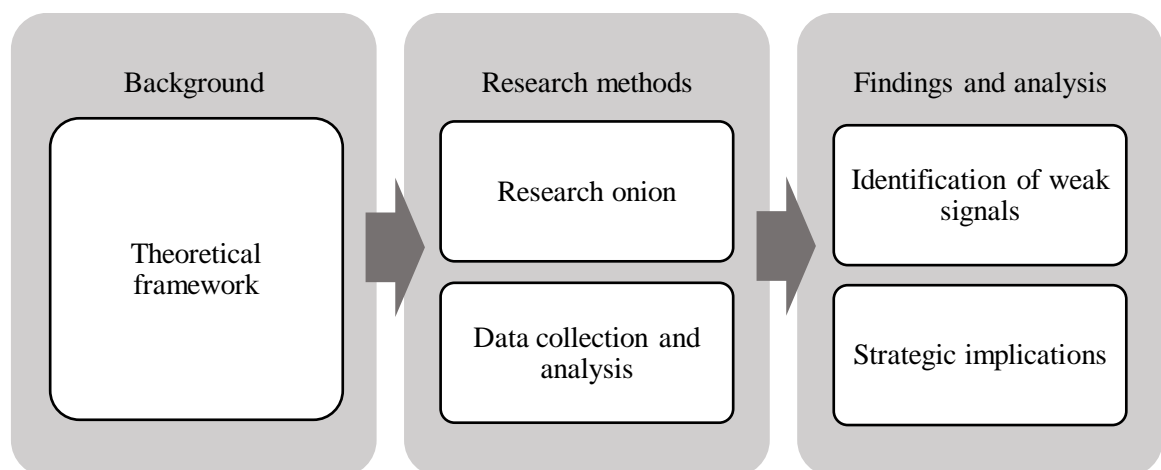 Background
Theoretical
framework
Research methods
Research onion
Data collection and
analysis
Findings and analysis
Identification of weak
signals
Strategic implications